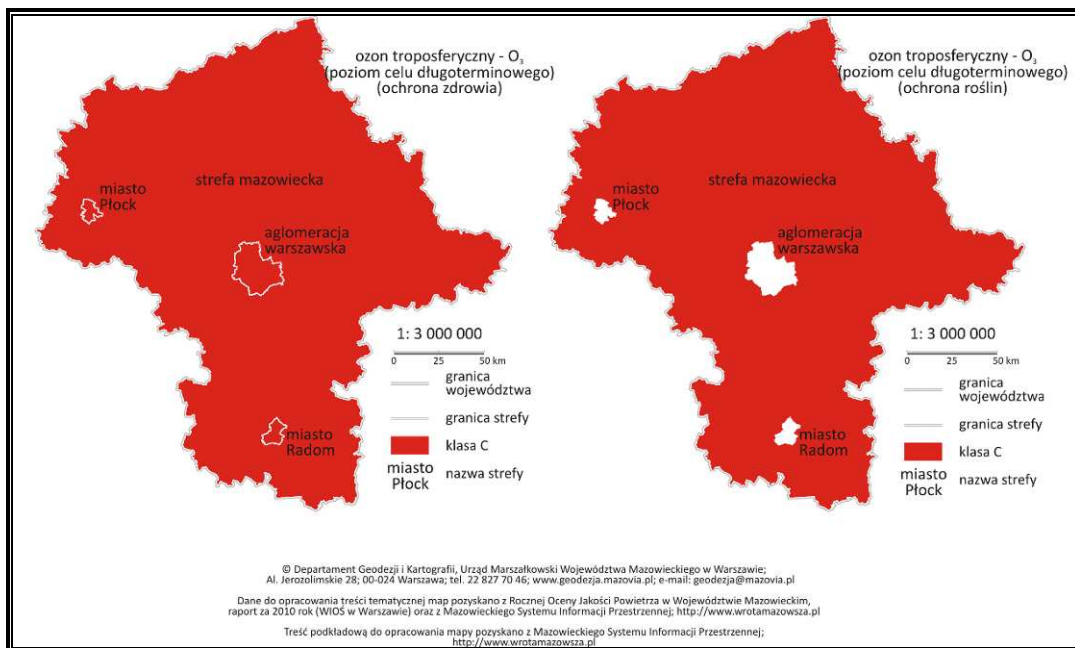 ozon troposferyczny - O₃
(poziom celu długoterminowego)
(ochrona zdrowia)
strefa mazowiecka
miasto
Płock
aglomeracja
warszawska
miasto
Radom
1: 3 000 000
0 25 50 km
granica
województwa
granica strefy
klasa C
miasto
Płock
nazwa strefy
ozon troposferyczny - O₃
(poziom celu długoterminowego)
(ochrona roślin)
strefa mazowiecka
miasto
Płock
aglomeracja
warszawska
miasto
Radom
1: 3 000 000
0 25 50 km
granica
województwa
granica strefy
klasa C
miasto
Płock
nazwa strefy
© Departament Geodezji i Kartografii, Urząd Marszałkowski Województwa Mazowieckiego w Warszawie;
Al. Jerozolimskie 28; 00-024 Warszawa; tel. 22 827 70 46; www.geodezja.mazovia.pl; e-mail: geodezja@mazovia.pl
Dane do opracowania treści tematycznej map pozyskano z Rocznej Oceny Jakości Powietrza w Województwie Mazowieckim,
raport za 2010 rok (WIOŚ w Warszawie) oraz z Mazowieckiego Systemu Informacji Przestrzennej; http://www.wrotamazowsza.pl
Treść podkładową do opracowania mapy pozyskano z Mazowieckiego Systemu Informacji Przestrzennej;
http://www.wrotamazowsza.pl